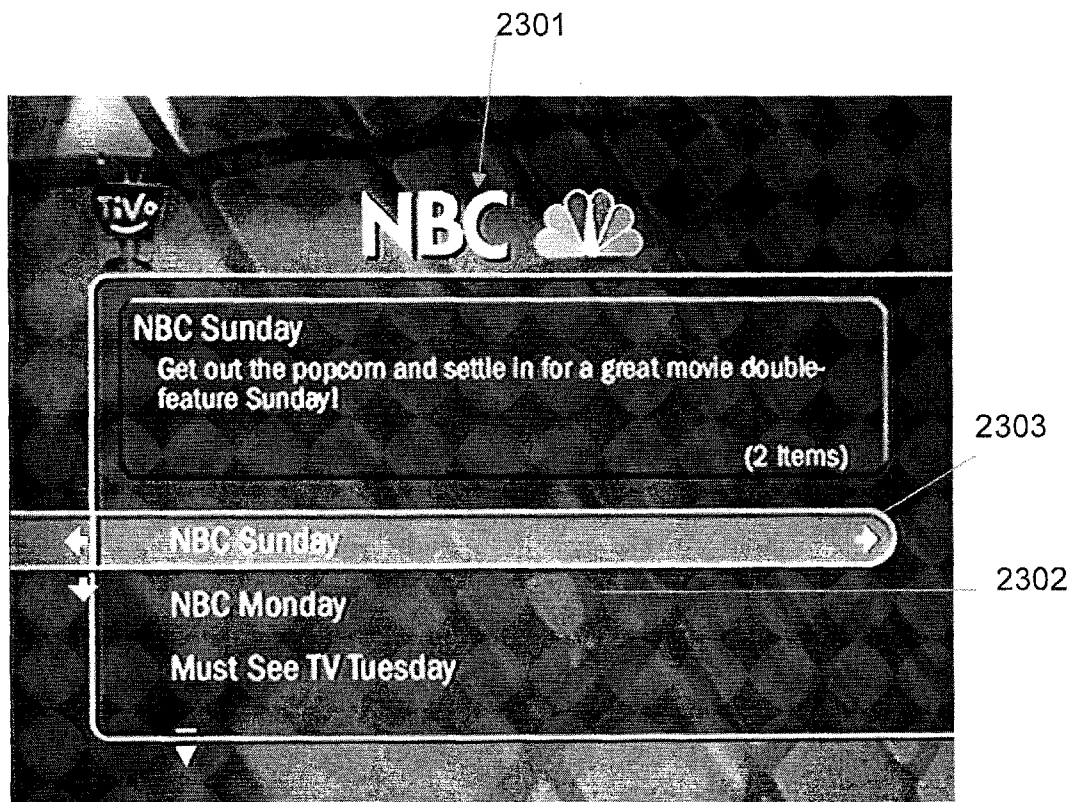 2301
TiVo
NBC
NBC Sunday
Get out the popcorn and settle in for a great movie double-
feature Sunday!
(2 Items)
2303
NBC Sunday
2302
NBC Monday
Must See TV Tuesday